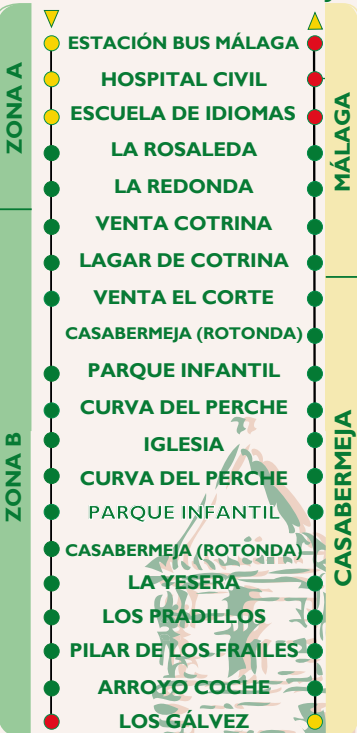 ZONA A
ZONA B
ESTACIÓN BUS MÁLAGA
HOSPITAL CIVIL
ESCUELA DE IDIOMAS
LA ROSALEDA
LA REDONDA
VENTA COTRINA
LAGAR DE COTRINA
VENTA EL CORTE
CASABERMEJA (ROTONDA)
PARQUE INFANTIL
CURVA DEL PERCHE
IGLESIA
CURVA DEL PERCHE
PARQUE INFANTIL
CASABERMEJA (ROTONDA)
LA YESERA
LOS PRADILLOS
PILAR DE LOS FRAILES
ARROYO COCHE
LOS GÁLVEZ
MÁLAGA
CASABERMEJA